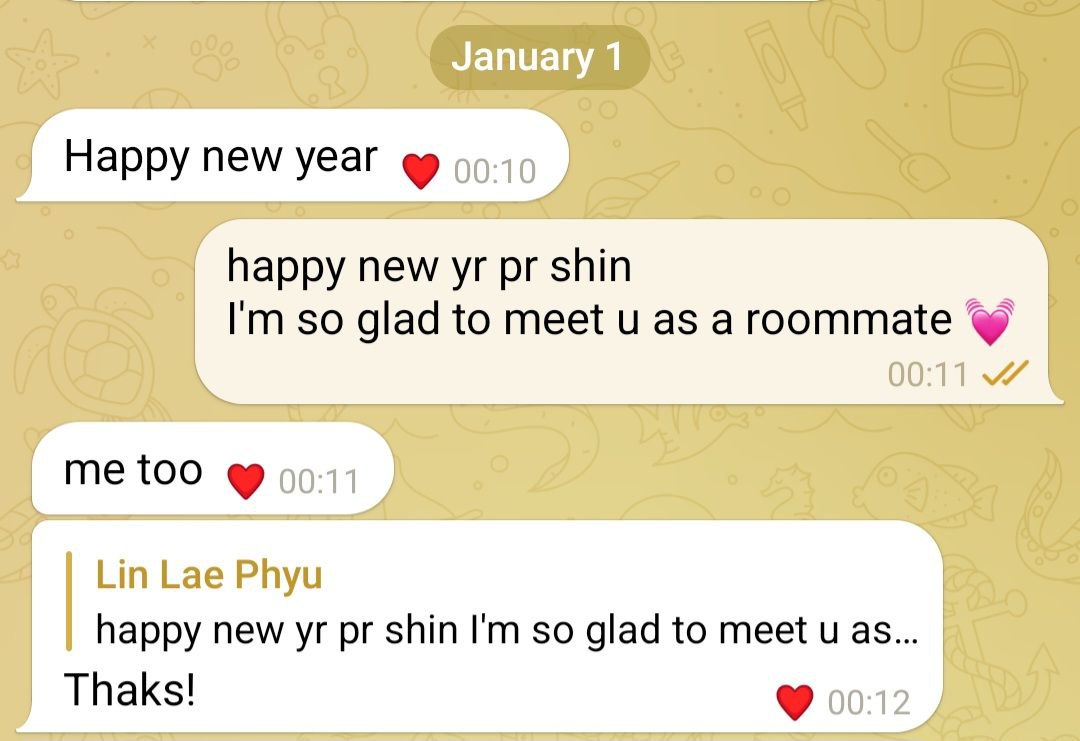 January 1
Happy new year ❤ 00:10
happy new yr pr shin
I'm so glad to meet u as a roommate 💓
00:11
me too ❤ 00:11
Lin Lae Phyu
happy new yr pr shin I'm so glad to meet u as...
Thaks! ❤ 00:12